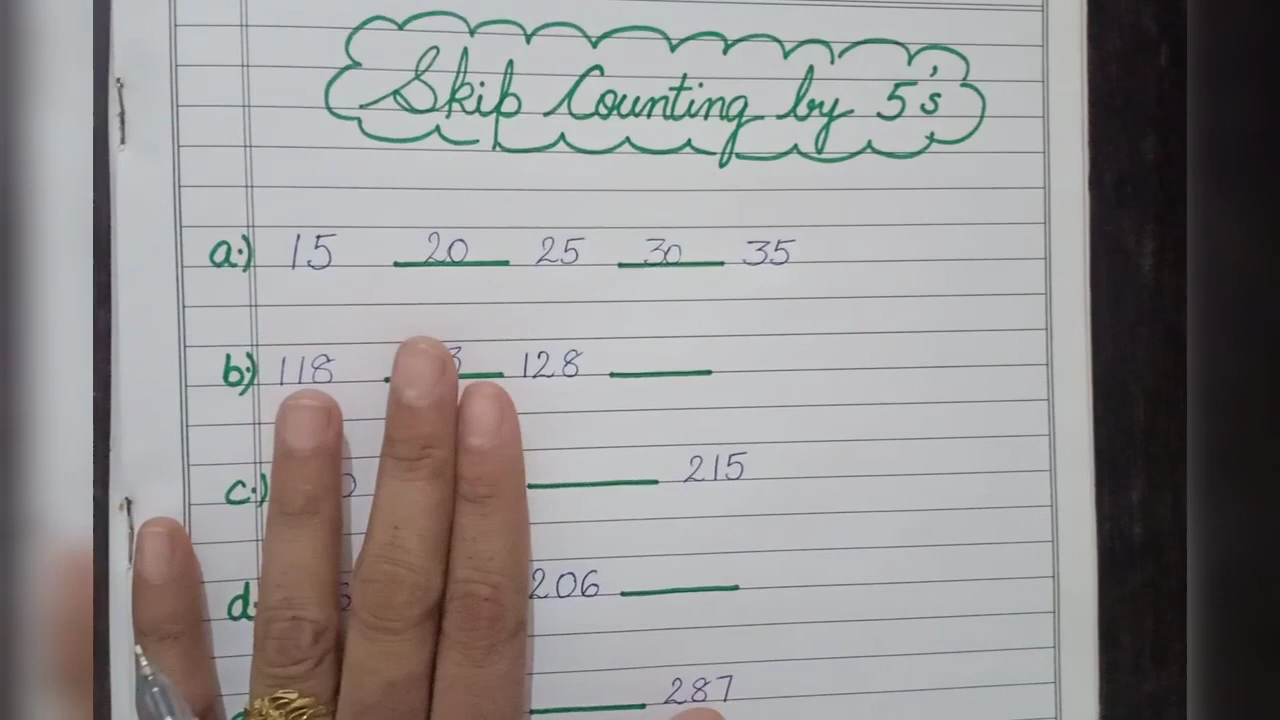 Skip Counting by 5's
a.) 15 20 25 30 35
b.) 118 128
c.) 215
d. 206
287